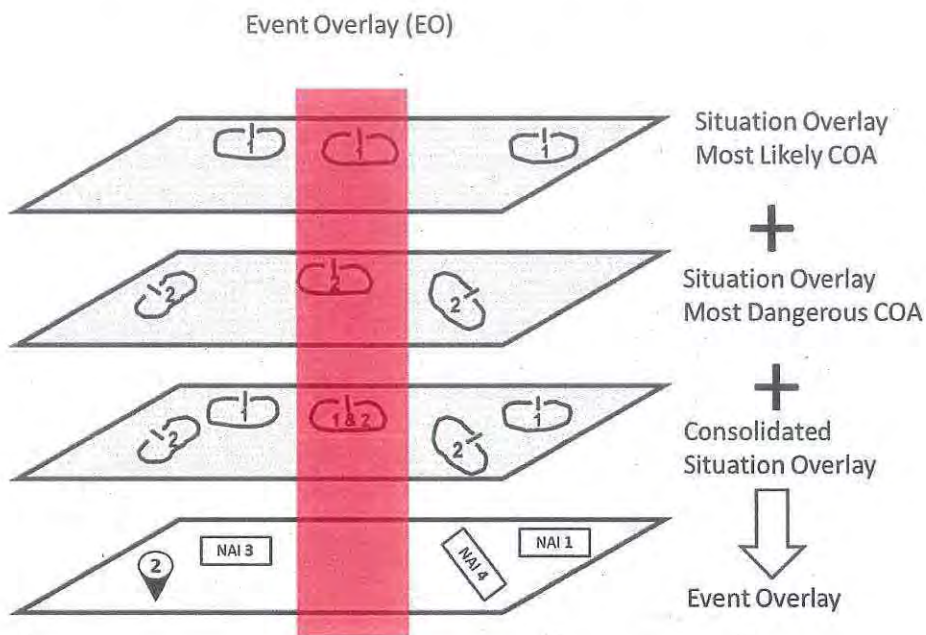 Event Overlay (EO)
1
1
1
Situation Overlay
Most Likely COA
2
2
2
Situation Overlay
Most Dangerous COA
2
1
1 & 2
2
1
Consolidated
Situation Overlay
2
NAI 3
NAI 4
NAI 1
Event Overlay